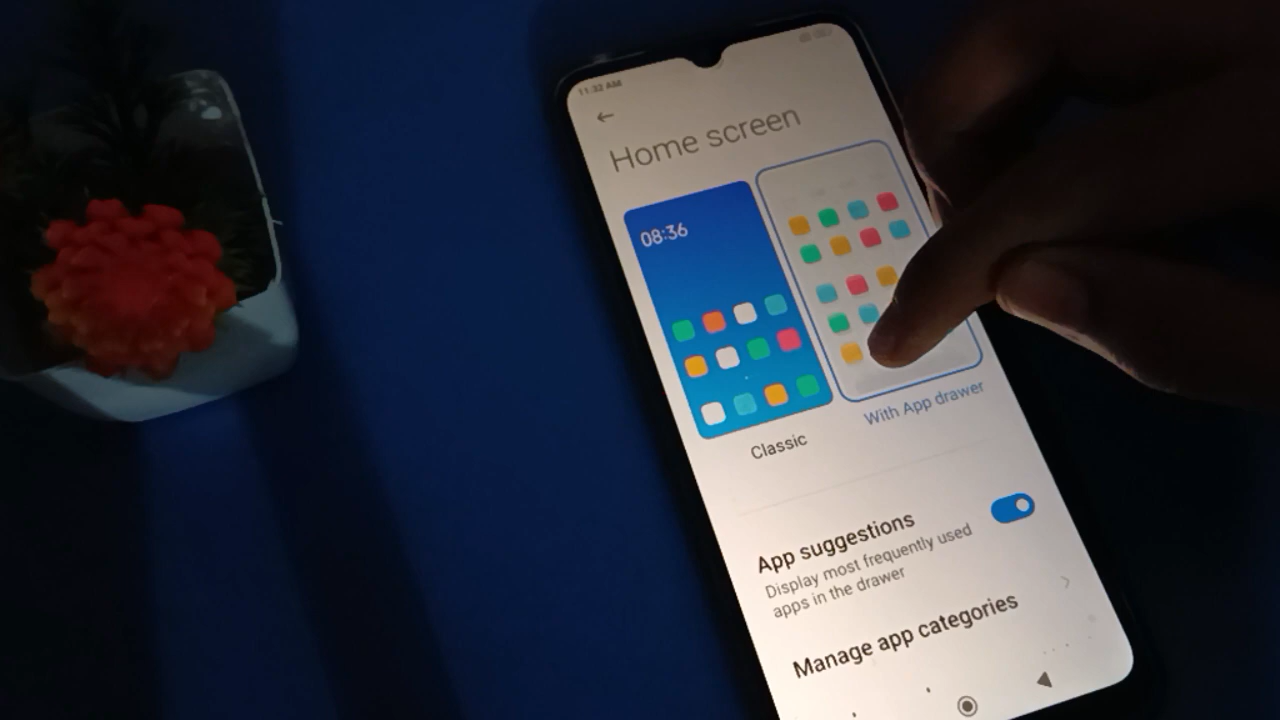 11:32 AM
Home screen
08:36
Classic
With App drawer
App suggestions
Display most frequently used
apps in the drawer
Manage app categories